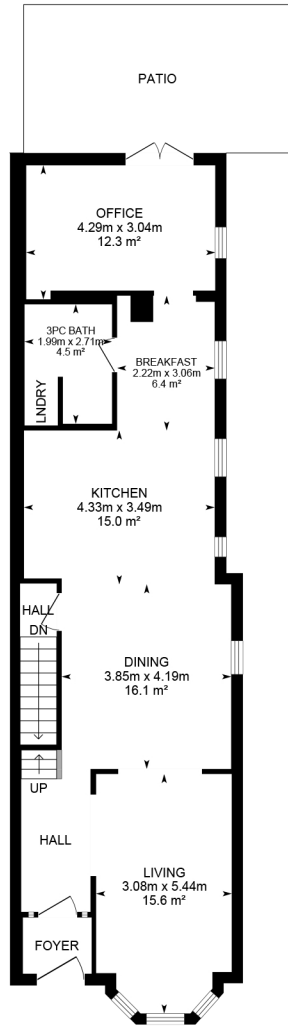 PATIO
OFFICE
4.29m x 3.04m
12.3 m²
3PC BATH
1.99m x 2.71m
4.5 m²
LNDRY
BREAKFAST
2.22m x 3.06m
6.4 m²
KITCHEN
4.33m x 3.49m
15.0 m²
HALL
DN
DINING
3.85m x 4.19m
16.1 m²
UP
HALL
LIVING
3.08m x 5.44m
15.6 m²
FOYER